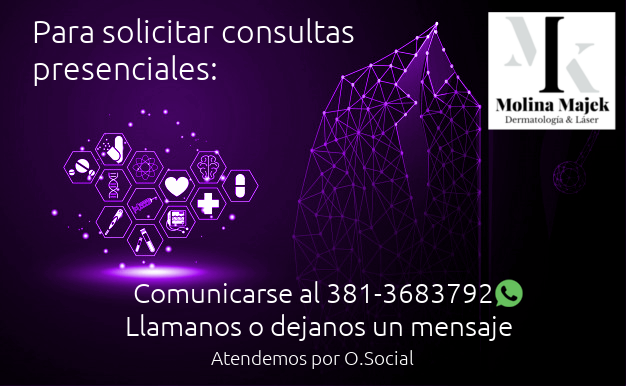 Para solicitar consultas
presenciales:
MK
Molina Majek
Dermatología & Láser
Comunicarse al 381-3683792
Llamanos o dejanos un mensaje
Atendemos por O.Social